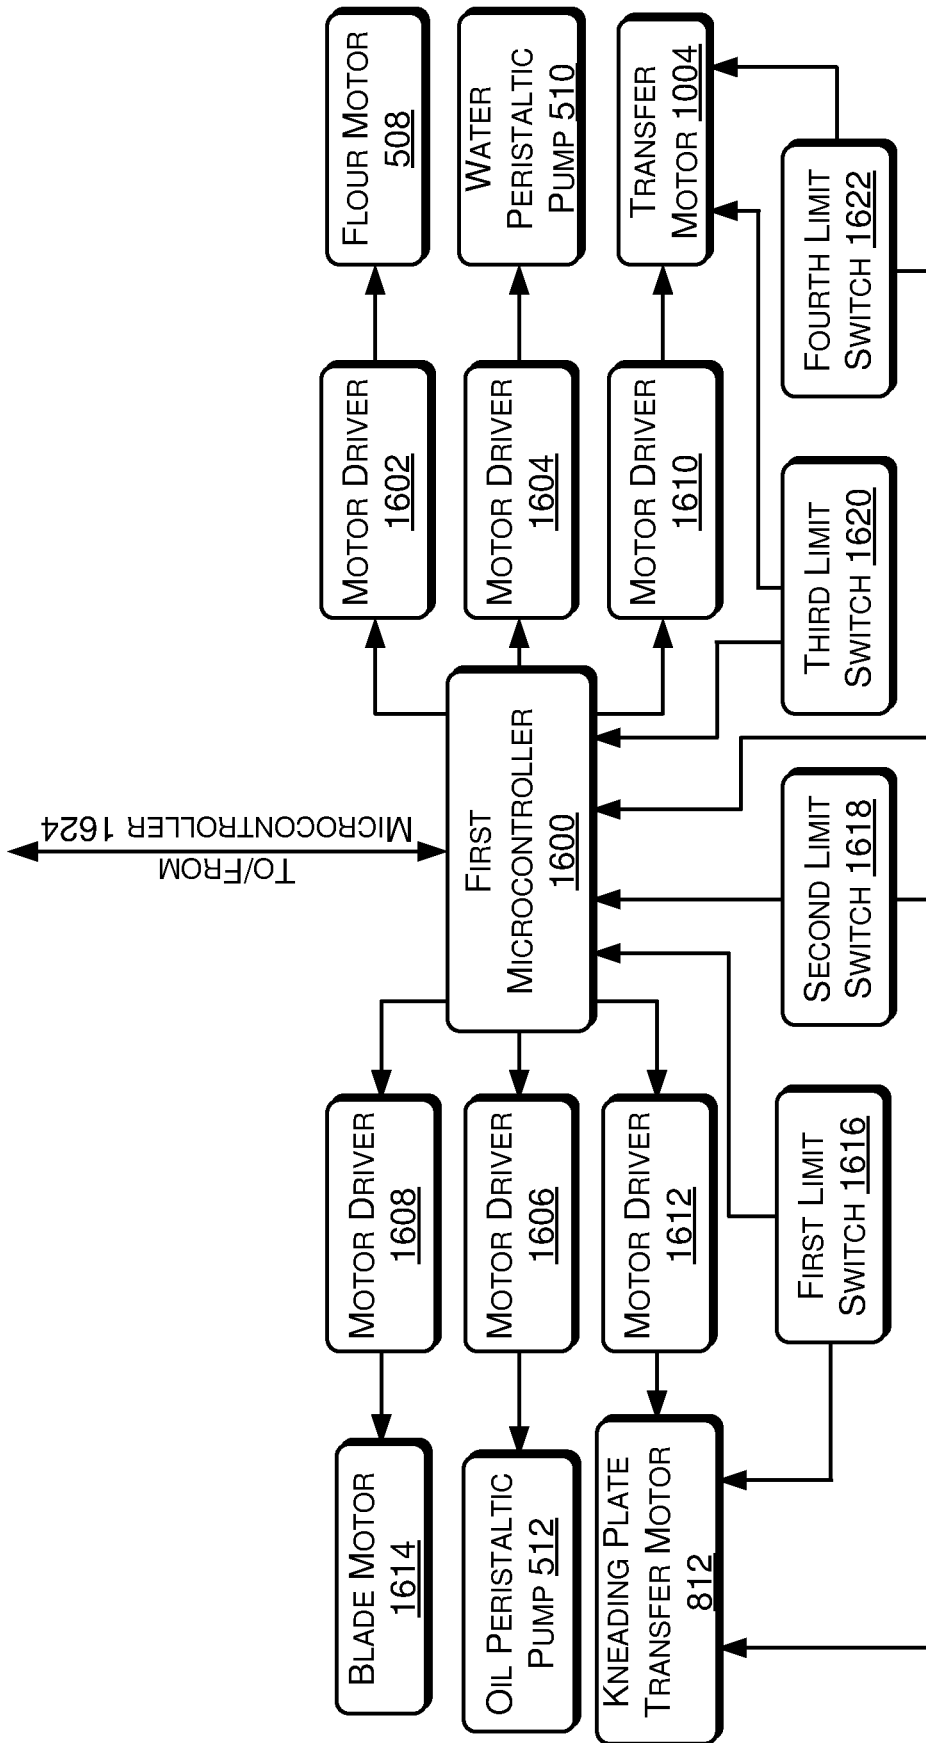 FLOUR MOTOR
508
WATER
PERISTALTIC
PUMP 510
TRANSFER
MOTOR 1004
MOTOR DRIVER
1602
MOTOR DRIVER
1604
MOTOR DRIVER
1610
FOURTH LIMIT
SWITCH 1622
TO/FROM
MICROCONTROLLER 1624
FIRST
MICROCONTROLLER
1600
THIRD LIMIT
SWITCH 1620
SECOND LIMIT
SWITCH 1618
MOTOR DRIVER
1608
MOTOR DRIVER
1606
MOTOR DRIVER
1612
FIRST LIMIT
SWITCH 1616
BLADE MOTOR
1614
OIL PERISTALTIC
PUMP 512
KNEADING PLATE
TRANSFER MOTOR
812